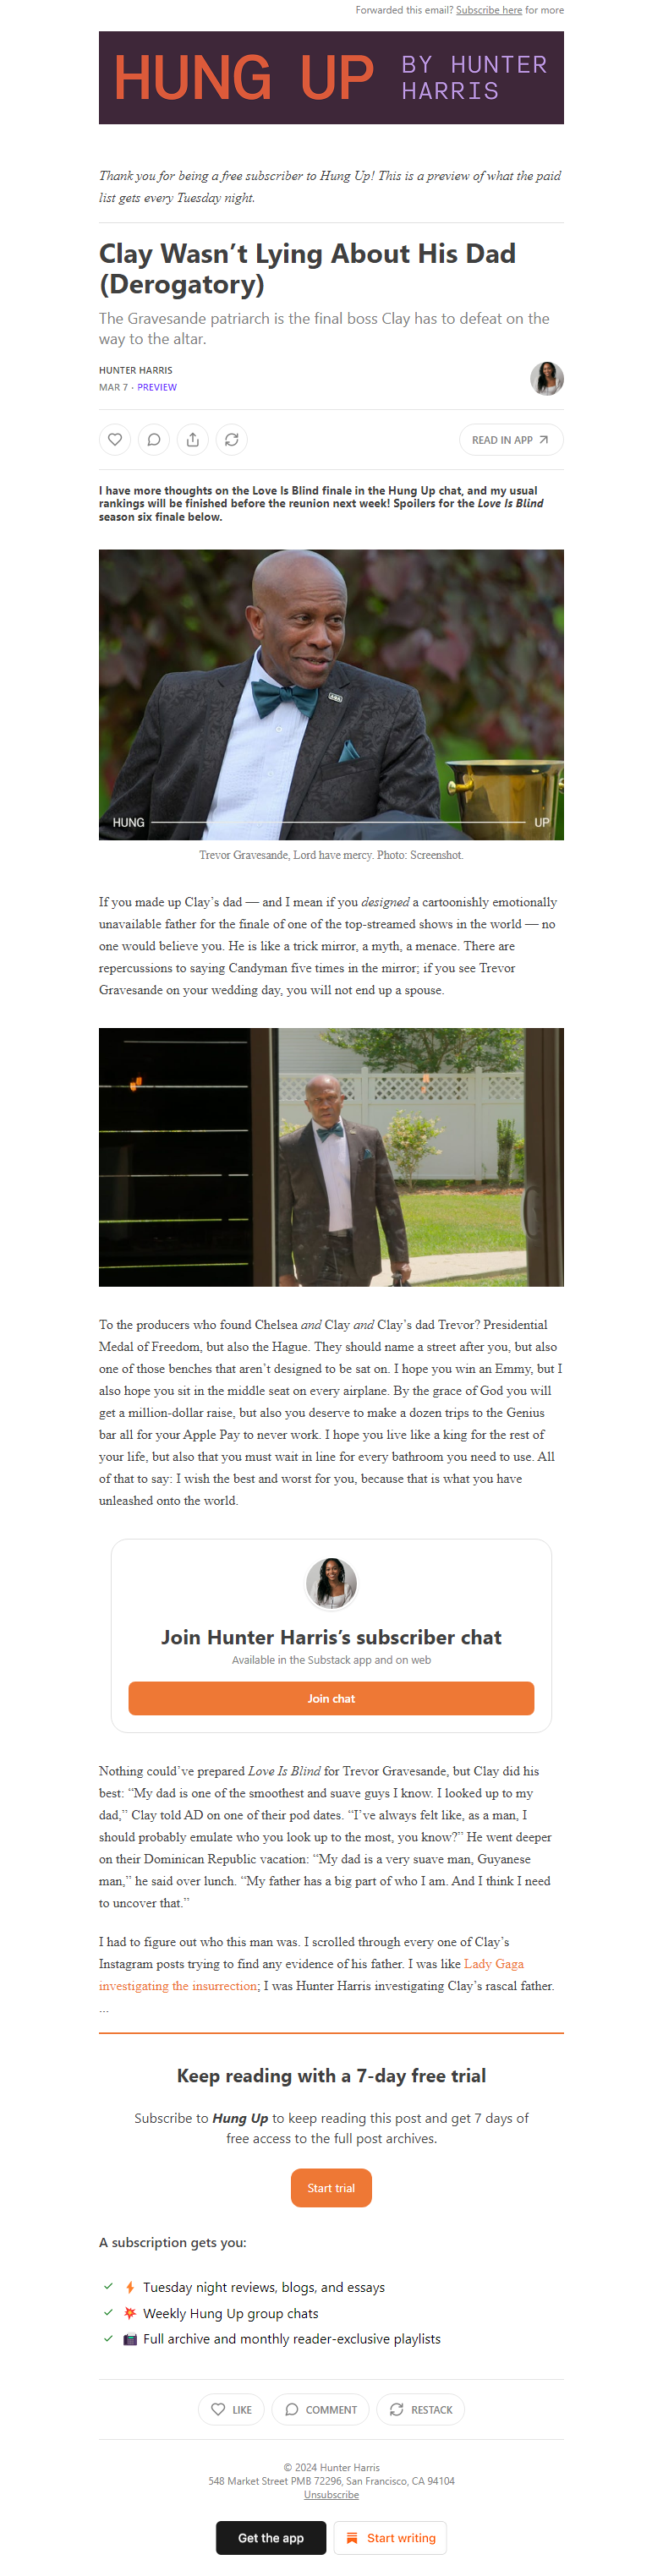 Forwarded this email? Subscribe here for more
HUNG UP BY HUNTER
HARRIS
Thank you for being a free subscriber to Hung Up! This is a preview of what the paid
list gets every Tuesday night.
Clay Wasn’t Lying About His Dad
(Derogatory)
The Gravesande patriarch is the final boss Clay has to defeat on the
way to the altar.
HUNTER HARRIS
MAR 7 · PREVIEW
READ IN APP
I have more thoughts on the Love Is Blind finale in the Hung Up chat, and my usual
rankings will be finished before the reunion next week! Spoilers for the Love Is Blind
season six finale below.
HUNG UP
Trevor Gravesande, Lord have mercy. Photo: Screenshot.
If you made up Clay’s dad — and I mean if you designed a cartoonishly emotionally
unavailable father for the finale of one of the top-streamed shows in the world — no
one would believe you. He is like a trick mirror, a myth, a menace. There are
repercussions to saying Candyman five times in the mirror; if you see Trevor
Gravesande on your wedding day, you will not end up a spouse.
To the producers who found Chelsea and Clay and Clay’s dad Trevor? Presidential
Medal of Freedom, but also the Hague. They should name a street after you, but also
one of those benches that aren’t designed to be sat on. I hope you win an Emmy, but I
also hope you sit in the middle seat on every airplane. By the grace of God you will
get a million-dollar raise, but also you deserve to make a dozen trips to the Genius
bar all for your Apple Pay to never work. I hope you live like a king for the rest of
your life, but also that you must wait in line for every bathroom you need to use. All
of that to say: I wish the best and worst for you, because that is what you have
unleashed onto the world.
Join Hunter Harris’s subscriber chat
Available in the Substack app and on web
Join chat
Nothing could’ve prepared Love Is Blind for Trevor Gravesande, but Clay did his
best: “My dad is one of the smoothest and suave guys I know. I looked up to my
dad,” Clay told AD on one of their pod dates. “I’ve always felt like, as a man, I
should probably emulate who you look up to the most, you know?” He went deeper
on their Dominican Republic vacation: “My dad is a very suave man, Guyanese
man,” he said over lunch. “My father has a big part of who I am. And I think I need
to uncover that.”
I had to figure out who this man was. I scrolled through every one of Clay’s
Instagram posts trying to find any evidence of his father. I was like Lady Gaga
investigating the insurrection; I was Hunter Harris investigating Clay’s rascal father.
...
Keep reading with a 7-day free trial
Subscribe to Hung Up to keep reading this post and get 7 days of
free access to the full post archives.
Start trial
A subscription gets you:
Tuesday night reviews, blogs, and essays
Weekly Hung Up group chats
Full archive and monthly reader-exclusive playlists
LIKE COMMENT RESTACK
© 2024 Hunter Harris
548 Market Street PMB 72296, San Francisco, CA 94104
Unsubscribe
Get the app Start writing